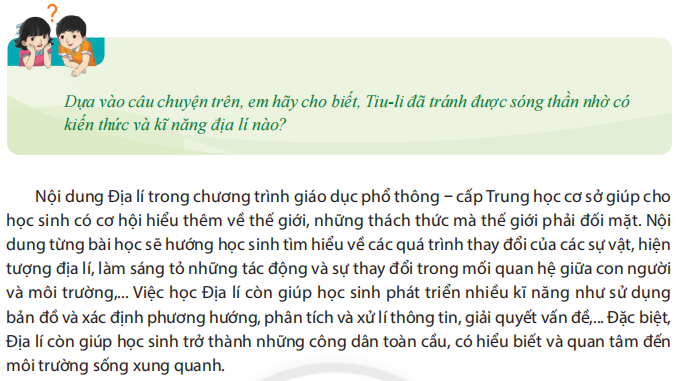 ?
Dựa vào câu chuyện trên, em hãy cho biết, Tiu-li đã tránh được sóng thần nhờ có
kiến thức và kĩ năng địa lí nào?
Nội dung Địa lí trong chương trình giáo dục phổ thông – cấp Trung học cơ sở giúp cho
học sinh có cơ hội hiểu thêm về thế giới, những thách thức mà thế giới phải đối mặt. Nội
dung từng bài học sẽ hướng học sinh tìm hiểu về các quá trình thay đổi của các sự vật, hiện
tượng địa lí, làm sáng tỏ những tác động và sự thay đổi trong mối quan hệ giữa con người
và môi trường,... Việc học Địa lí còn giúp học sinh phát triển nhiều kĩ năng như sử dụng
bản đồ và xác định phương hướng, phân tích và xử lí thông tin, giải quyết vấn đề,... Đặc biệt,
Địa lí còn giúp học sinh trở thành những công dân toàn cầu, có hiểu biết và quan tâm đến
môi trường sống xung quanh.